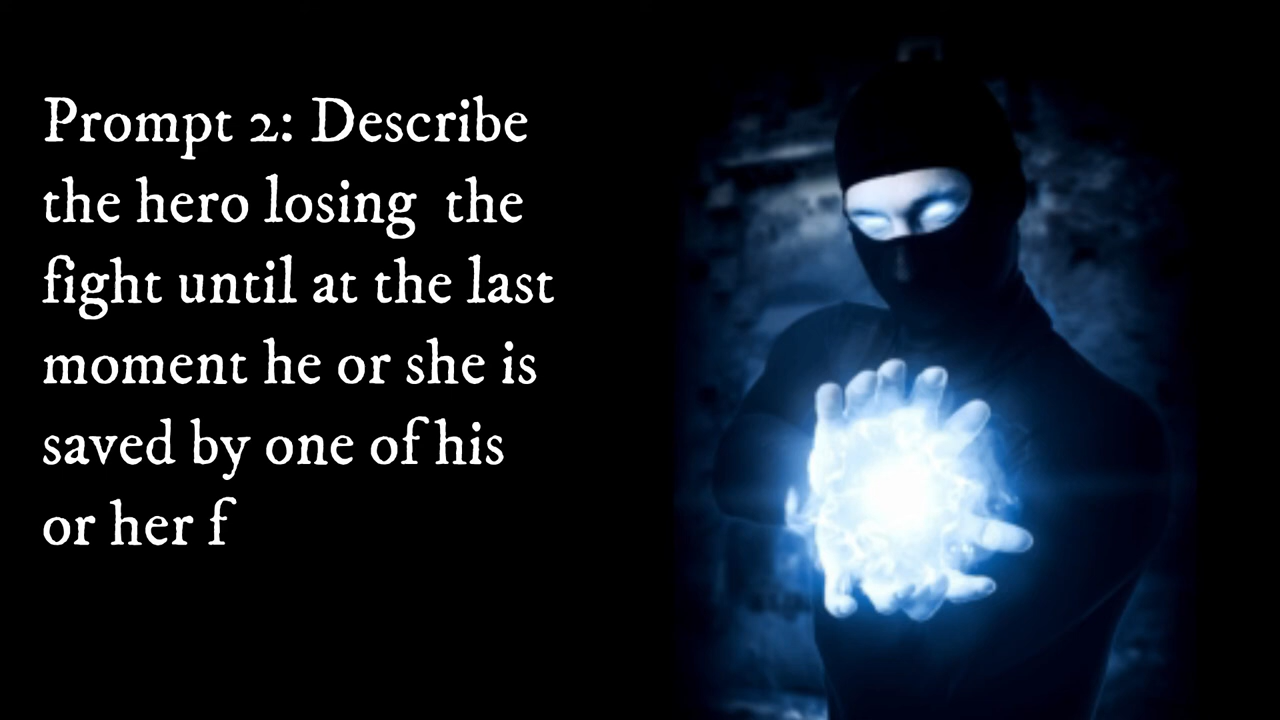 Prompt 2: Describe
the hero losing  the
fight until at the last
moment he or she is
saved by one of his
or her f